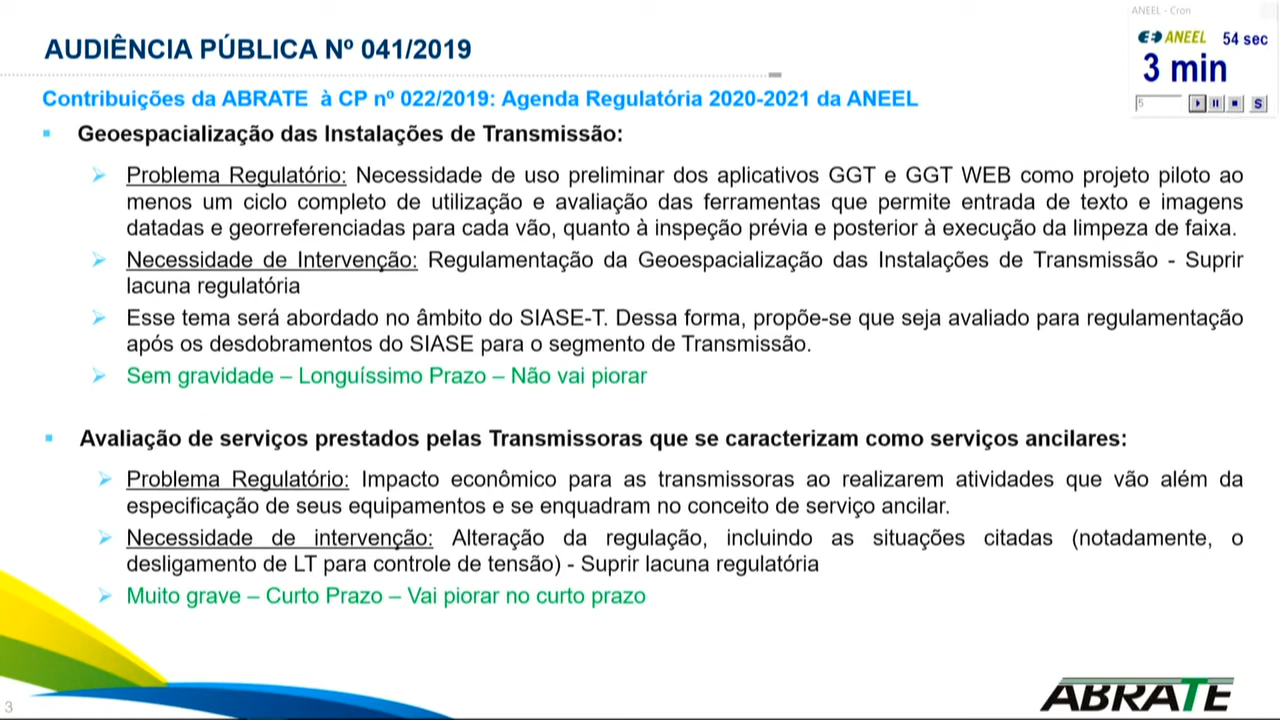 ANEEL - Cron
AUDIÊNCIA PÚBLICA Nº 041/2019
ANEEL 54 sec
3 min
5
S
Contribuições da ABRATE à CP nº 022/2019: Agenda Regulatória 2020-2021 da ANEEL
Geoespacialização das Instalações de Transmissão:
Problema Regulatório: Necessidade de uso preliminar dos aplicativos GGT e GGT WEB como projeto piloto ao
menos um ciclo completo de utilização e avaliação das ferramentas que permite entrada de texto e imagens
datadas e georreferenciadas para cada vão, quanto à inspeção prévia e posterior à execução da limpeza de faixa.
Necessidade de Intervenção: Regulamentação da Geoespacialização das Instalações de Transmissão - Suprir
lacuna regulatória
Esse tema será abordado no âmbito do SIASE-T. Dessa forma, propõe-se que seja avaliado para regulamentação
após os desdobramentos do SIASE para o segmento de Transmissão.
Sem gravidade – Longuíssimo Prazo – Não vai piorar
Avaliação de serviços prestados pelas Transmissoras que se caracterizam como serviços ancilares:
Problema Regulatório: Impacto econômico para as transmissoras ao realizarem atividades que vão além da
especificação de seus equipamentos e se enquadram no conceito de serviço ancilar.
Necessidade de intervenção: Alteração da regulação, incluindo as situações citadas (notadamente, o
desligamento de LT para controle de tensão) - Suprir lacuna regulatória
Muito grave – Curto Prazo – Vai piorar no curto prazo
3
ABRATE